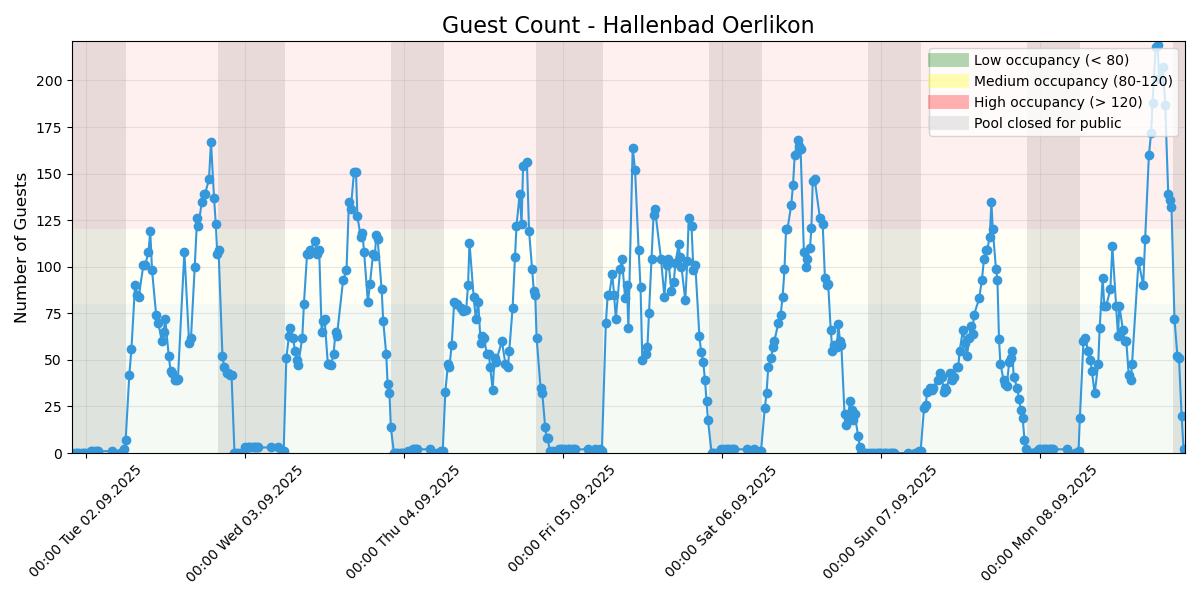 Guest Count - Hallenbad Oerlikon
Number of Guests
200
175
150
125
100
75
50
25
0
Low occupancy (< 80)
Medium occupancy (80-120)
High occupancy (> 120)
Pool closed for public
00:00 Tue 02.09.2025
00:00 Wed 03.09.2025
00:00 Thu 04.09.2025
00:00 Fri 05.09.2025
00:00 Sat 06.09.2025
00:00 Sun 07.09.2025
00:00 Mon 08.09.2025